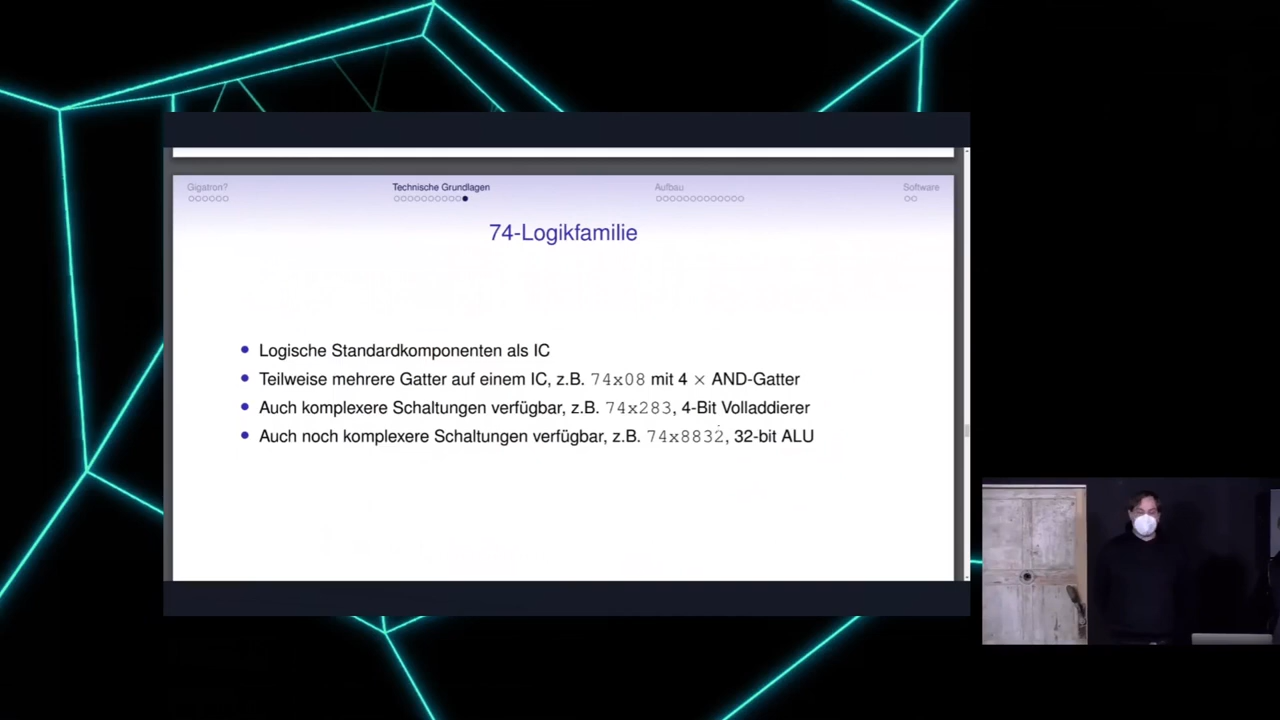 Gigatron?
Technische Grundlagen
Aufbau
Software
74-Logikfamilie
Logische Standardkomponenten als IC
Teilweise mehrere Gatter auf einem IC, z.B. 74x08 mit 4 × AND-Gatter
Auch komplexere Schaltungen verfügbar, z.B. 74x283, 4-Bit Volladdierer
Auch noch komplexere Schaltungen verfügbar, z.B. 74x8832, 32-bit ALU